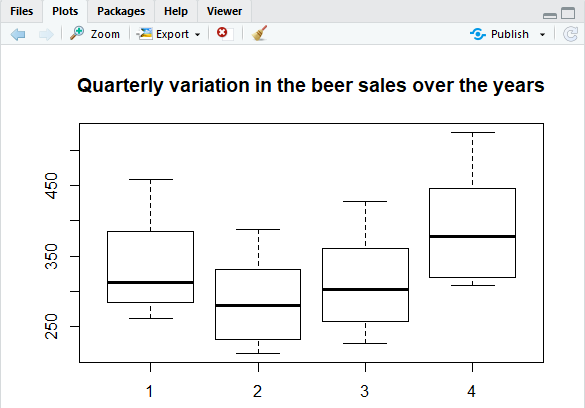 Files Plots Packages Help Viewer
Zoom Export Publish
Quarterly variation in the beer sales over the years
450
350
250
1 2 3 4